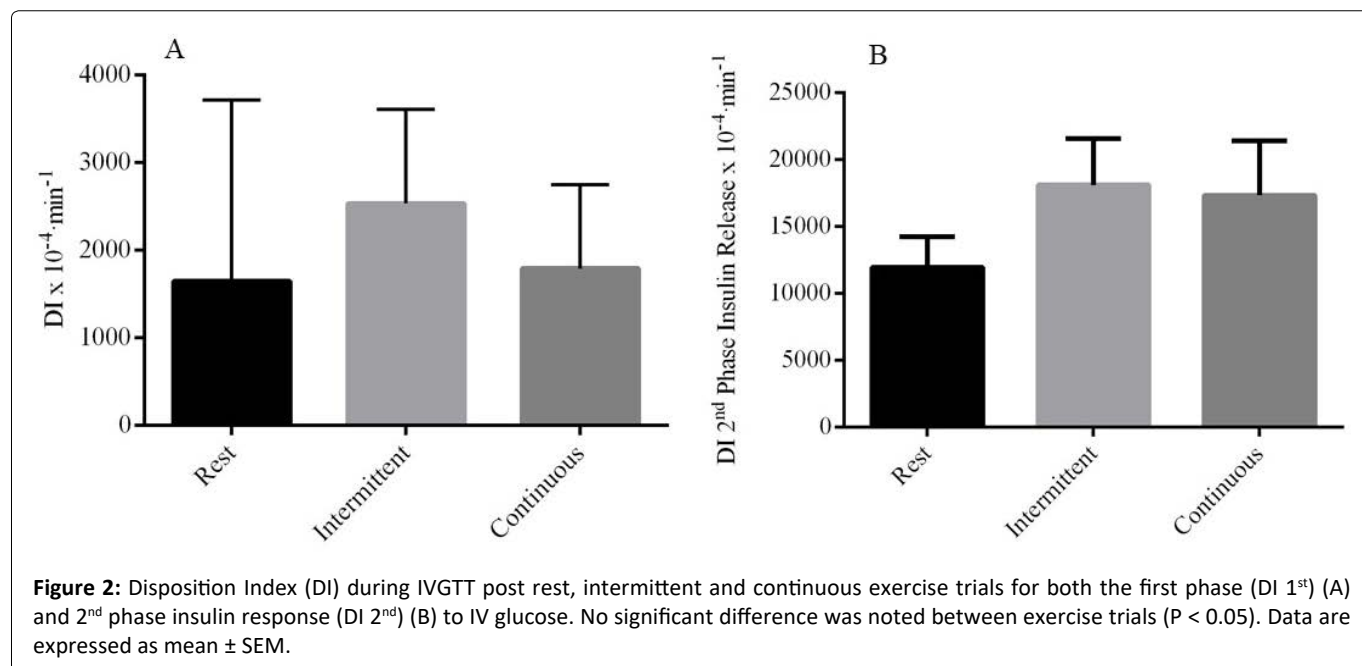 A
DI x 10⁻⁴·min⁻¹
4000
3000
2000
1000
0
Rest
Intermittent
Continuous
B
DI 2ⁿᵈ Phase Insulin Release x 10⁻⁴·min⁻¹
25000
20000
15000
10000
5000
0
Rest
Intermittent
Continuous
Figure 2: Disposition Index (DI) during IVGTT post rest, intermittent and continuous exercise trials for both the first phase (DI 1ˢᵗ) (A)
and 2ⁿᵈ phase insulin response (DI 2ⁿᵈ) (B) to IV glucose. No significant difference was noted between exercise trials (P < 0.05). Data are
expressed as mean ± SEM.